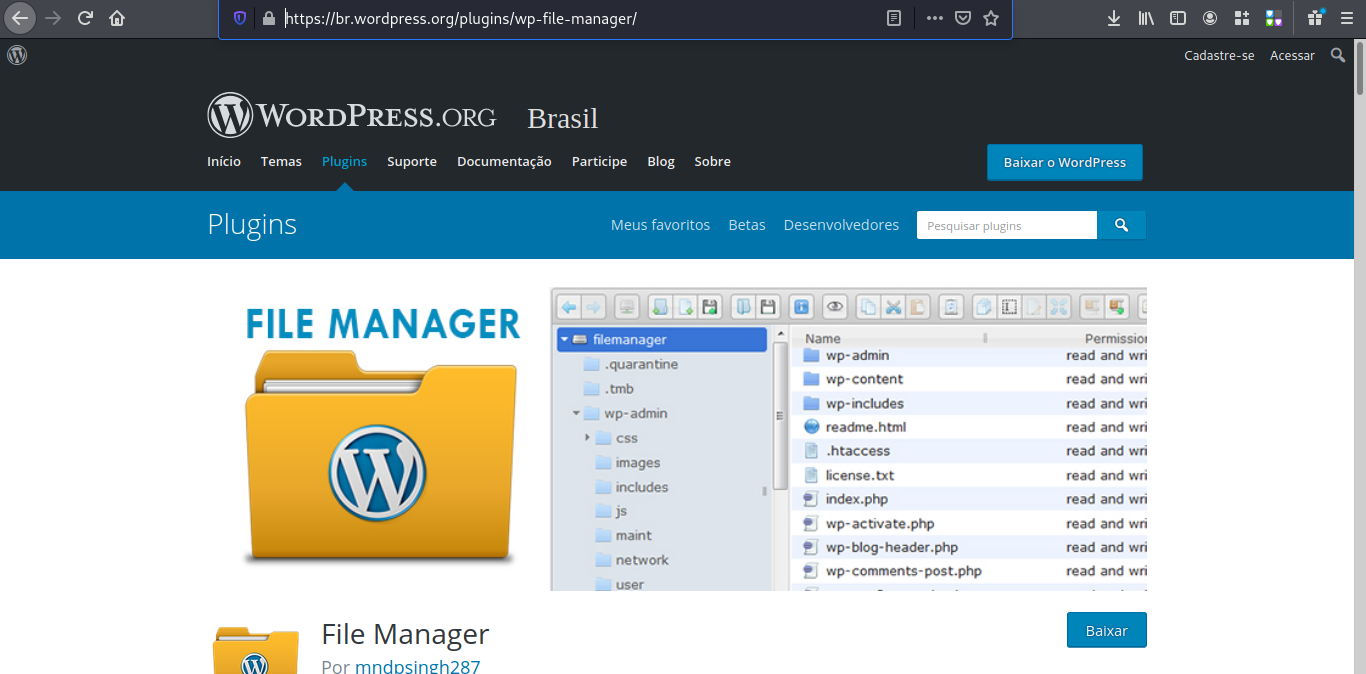 https://br.wordpress.org/plugins/wp-file-manager/
Cadastre-se Acessar
WORDPRESS.ORG Brasil
Início Temas Plugins Suporte Documentação Participe Blog Sobre Baixar o WordPress
Plugins Meus favoritos Betas Desenvolvedores Pesquisar plugins
FILE MANAGER
filemanager
.quarantine
.tmb
wp-admin
css
images
includes
js
maint
network
user
Name Permission
wp-admin read and wri
wp-content read and wri
wp-includes read and wri
readme.html read and wri
.htaccess read and wri
license.txt read and wri
index.php read and wri
wp-activate.php read and wri
wp-blog-header.php read and wri
wp-comments-post.php read and wri
File Manager Baixar
Por mndpsingh287